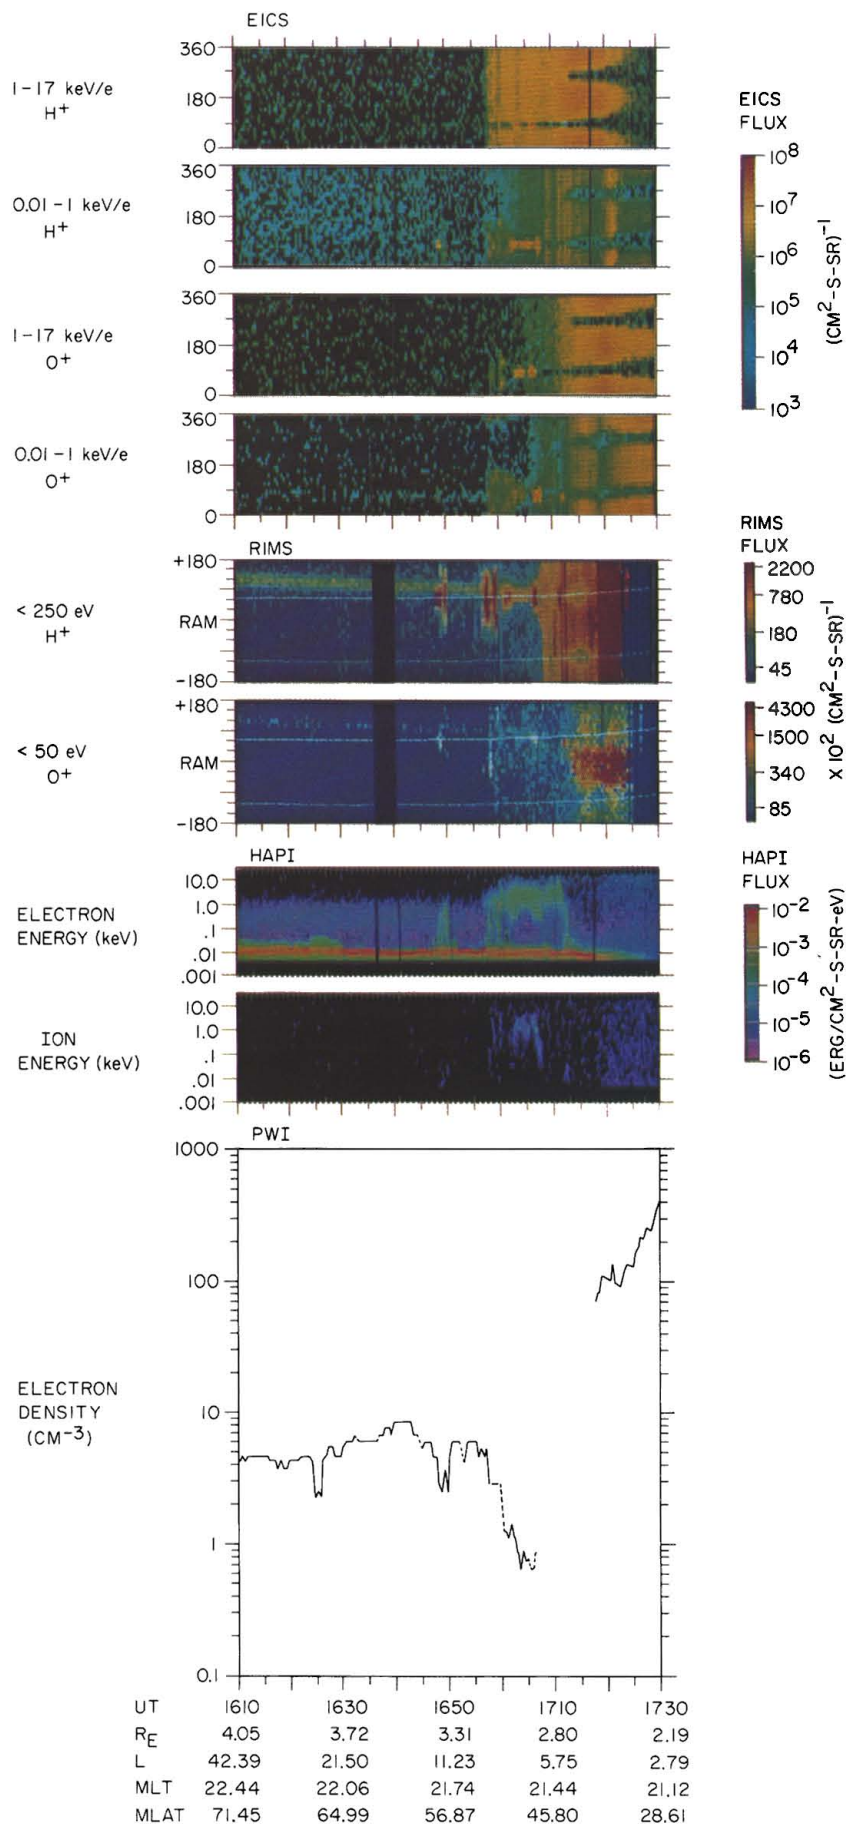 EICS
1-17 keV/e
H+
360
180
0
0.01-1 keV/e
H+
360
180
0
1-17 keV/e
O+
360
180
0
0.01-1 keV/e
O+
360
180
0
EICS
FLUX
10^8
10^7
10^6
10^5
10^4
10^3
(CM^2-S-SR)^-1
RIMS
< 250 eV
H+
+180
RAM
-180
< 50 eV
O+
+180
RAM
-180
RIMS
FLUX
2200
780
180
45
4300
1500
340
85
X 10^2 (CM^2-S-SR)^-1
HAPI
ELECTRON
ENERGY (keV)
10.0
1.0
.1
.01
.001
ION
ENERGY (keV)
10.0
1.0
.1
.01
.001
HAPI
FLUX
10^-2
10^-3
10^-4
10^-5
10^-6
(ERG/CM^2-S-SR-eV)
PWI
ELECTRON
DENSITY
(CM^-3)
1000
100
10
1
0.1
UT 1610 1630 1650 1710 1730
R_E 4.05 3.72 3.31 2.80 2.19
L 42.39 21.50 11.23 5.75 2.79
MLT 22.44 22.06 21.74 21.44 21.12
MLAT 71.45 64.99 56.87 45.80 28.61